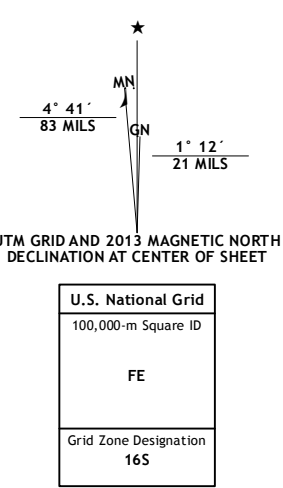 ★
MN
4° 41´
83 MILS
GN
1° 12´
21 MILS
UTM GRID AND 2013 MAGNETIC NORTH
DECLINATION AT CENTER OF SHEET
U.S. National Grid
100,000-m Square ID
FE
Grid Zone Designation
16S